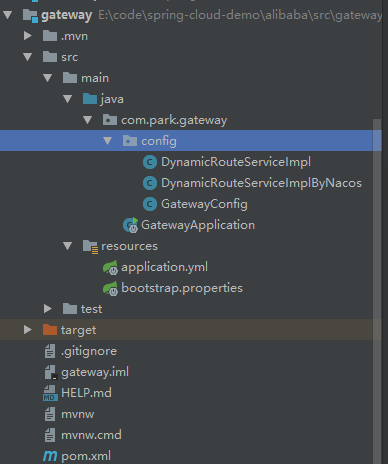 gateway E:\code\spring-cloud-demo\alibaba\src\gateway
.mvn
src
main
java
com.park.gateway
config
DynamicRouteServiceImpl
DynamicRouteServiceImplByNacos
GatewayConfig
GatewayApplication
resources
application.yml
bootstrap.properties
test
target
.gitignore
gateway.iml
HELP.md
mvnw
mvnw.cmd
pom.xml